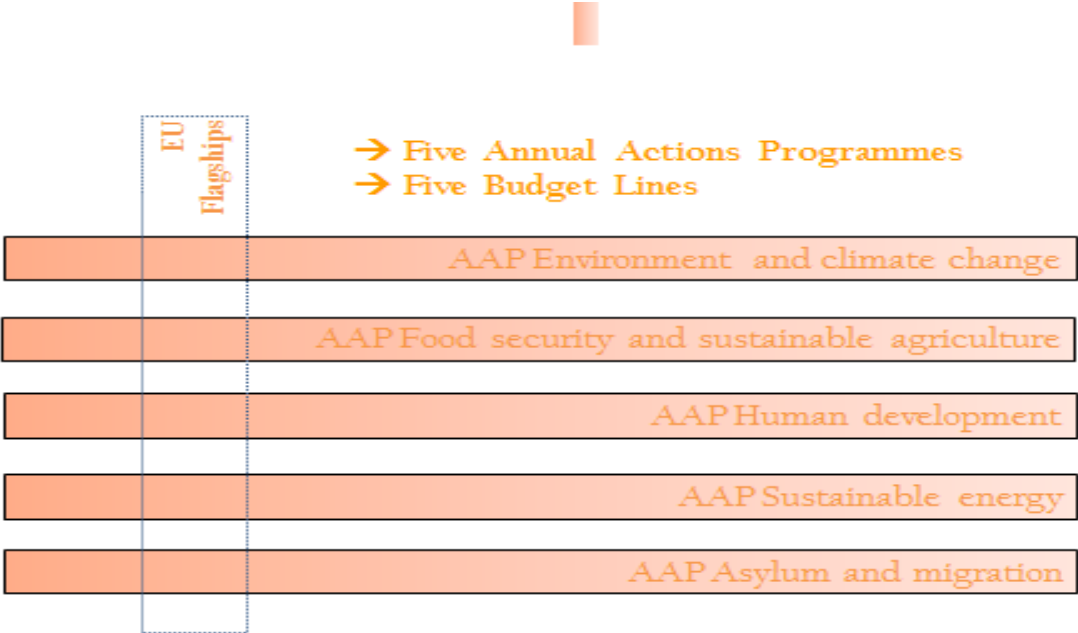 EU
Flagships
→ Five Annual Actions Programmes
→ Five Budget Lines
AAP Environment and climate change
AAP Food security and sustainable agriculture
AAP Human development
AAP Sustainable energy
AAP Asylum and migration